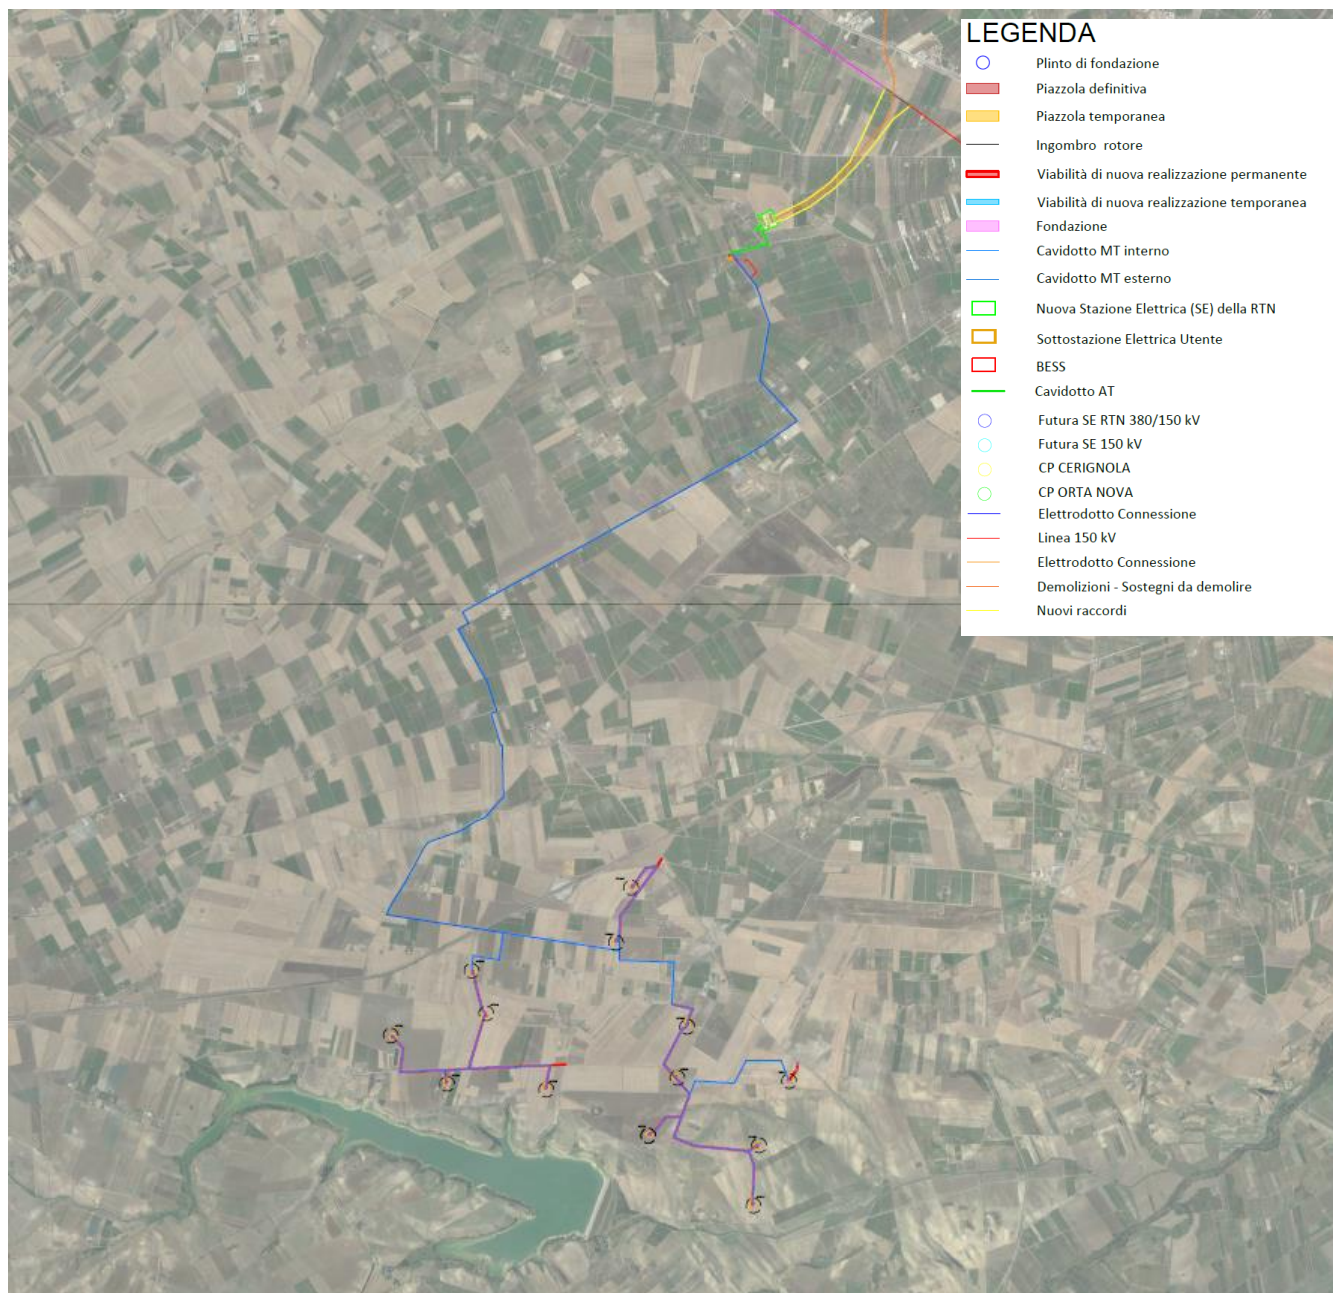 LEGENDA
Plinto di fondazione
Piazzola definitiva
Piazzola temporanea
Ingombro rotore
Viabilità di nuova realizzazione permanente
Viabilità di nuova realizzazione temporanea
Fondazione
Cavidotto MT interno
Cavidotto MT esterno
Nuova Stazione Elettrica (SE) della RTN
Sottostazione Elettrica Utente
BESS
Cavidotto AT
Futura SE RTN 380/150 kV
Futura SE 150 kV
CP CERIGNOLA
CP ORTA NOVA
Elettrodotto Connessione
Linea 150 kV
Elettrodotto Connessione
Demolizioni - Sostegni da demolire
Nuovi raccordi